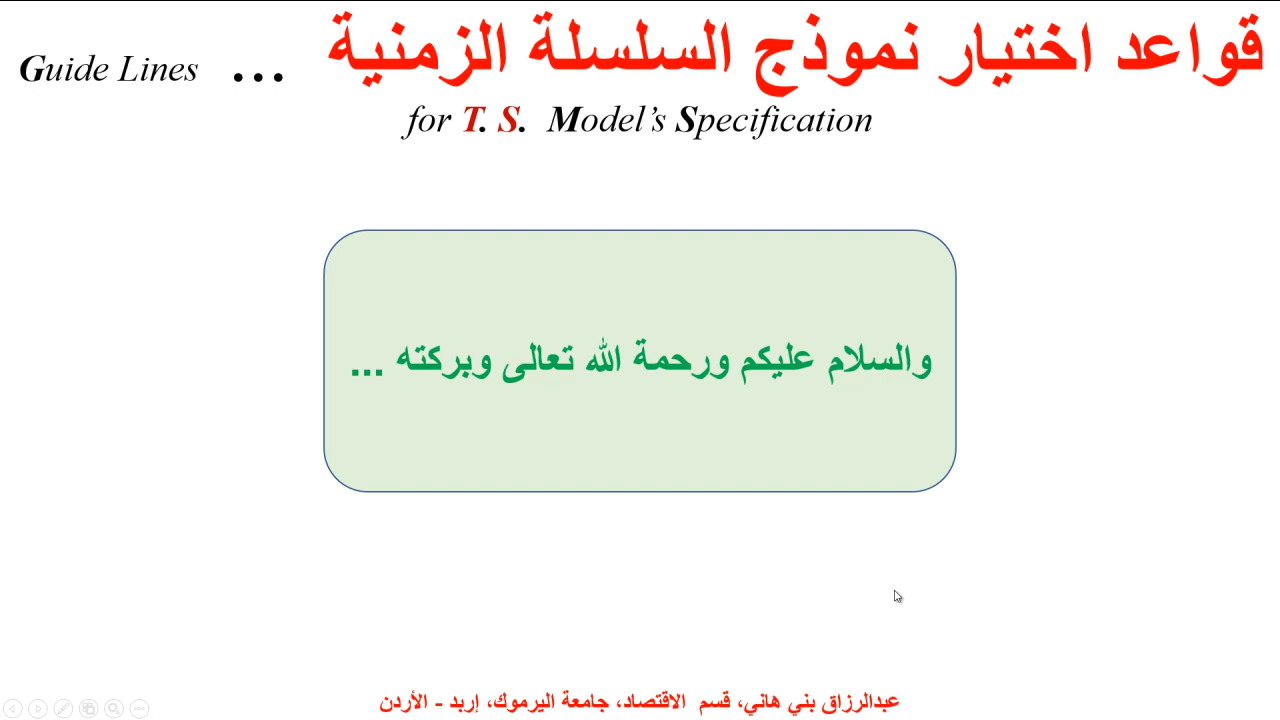 قواعد اختيار نموذج السلسلة الزمنية ... Guide Lines
for T. S. Model’s Specification
والسلام عليكم ورحمة الله تعالى وبركته ...
عبدالرزاق بني هاني، قسم الاقتصاد، جامعة اليرموك، إربد - الأردن